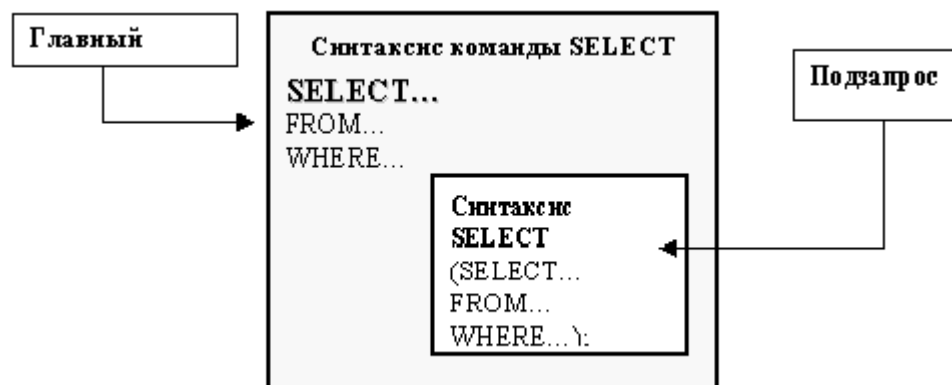 Главный
Синтаксис команды SELECT
SELECT...
FROM...
WHERE...
Подзапрос
Синтаксис
SELECT
(SELECT...
FROM...
WHERE...);